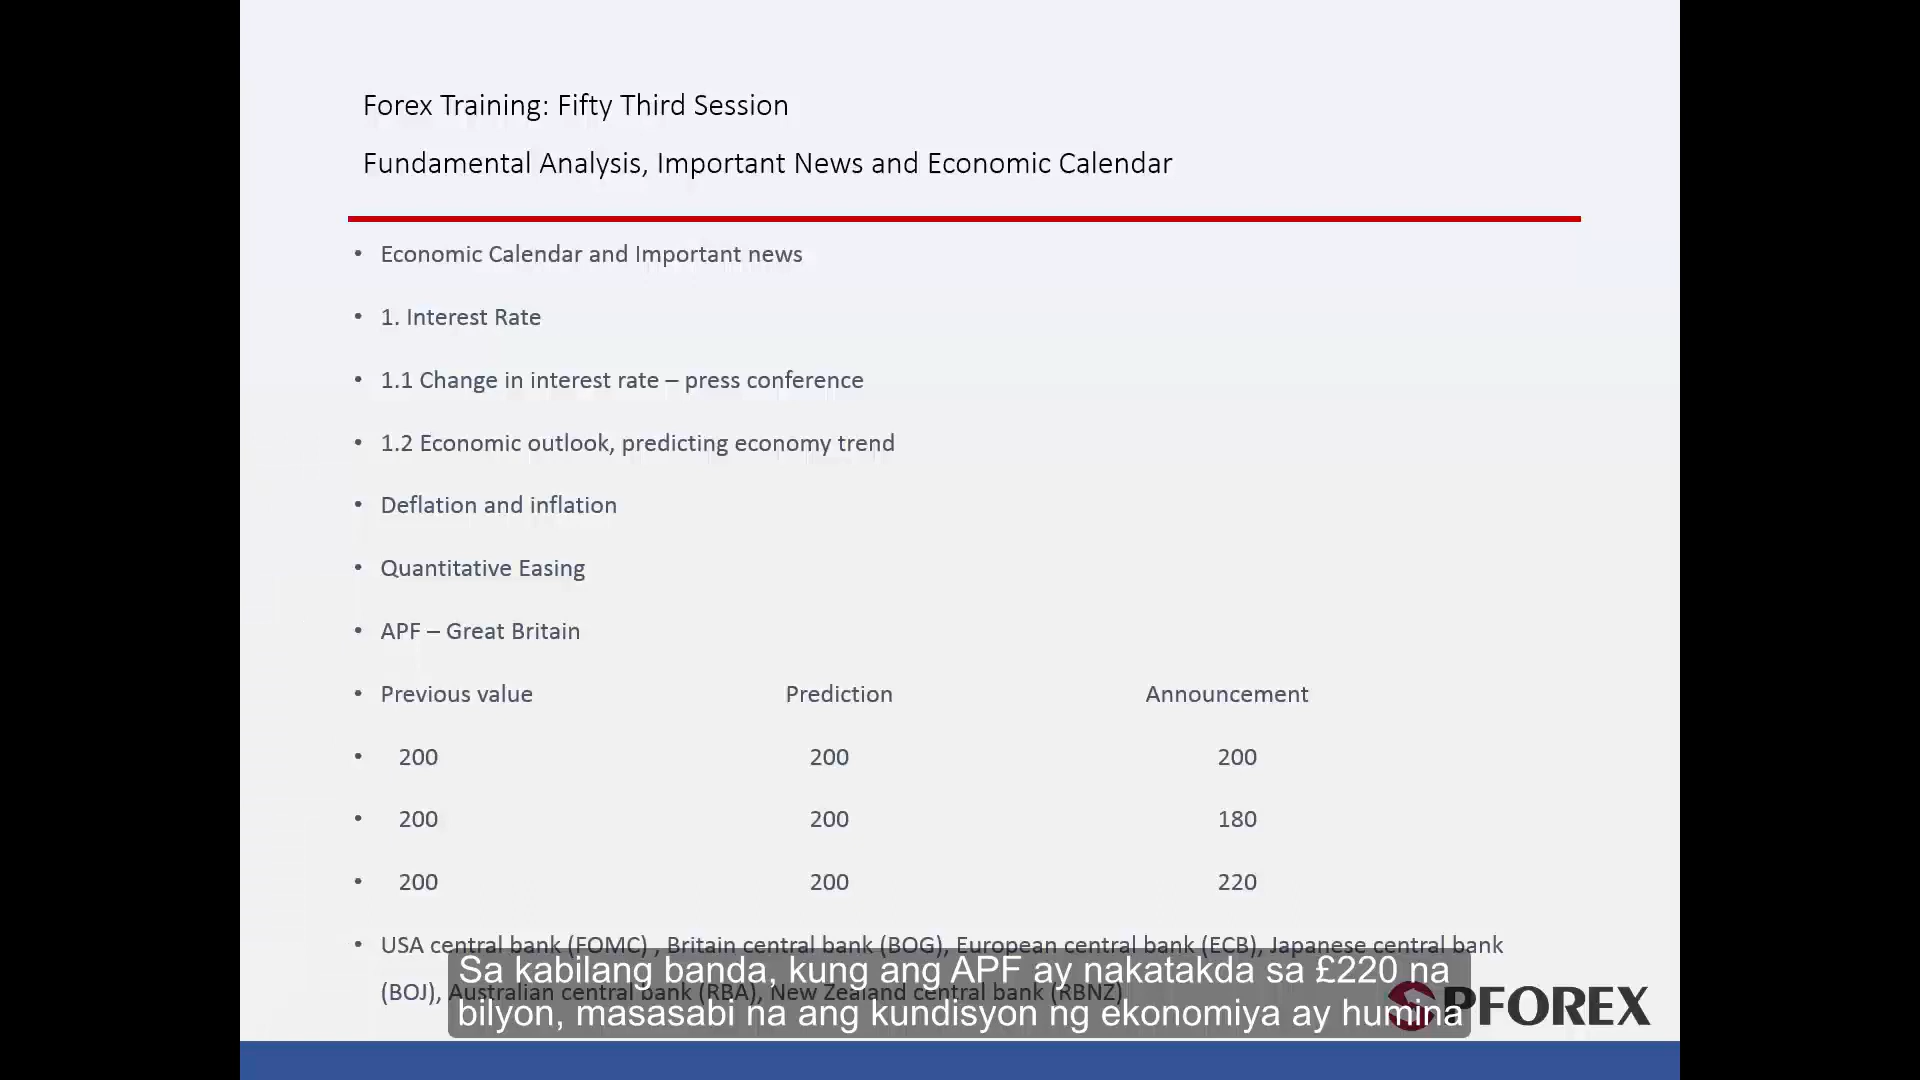 Forex Training: Fifty Third Session
Fundamental Analysis, Important News and Economic Calendar
• Economic Calendar and Important news
• 1. Interest Rate
• 1.1 Change in interest rate – press conference
• 1.2 Economic outlook, predicting economy trend
• Deflation and inflation
• Quantitative Easing
• APF – Great Britain
• Previous value Prediction Announcement
• 200 200 200
• 200 200 180
• 200 200 220
• USA central bank (FOMC) , Britain central bank (BOG), European central bank (ECB), Japanese central bank
(BOJ), Australian central bank (RBA), New Zealand central bank (RBNZ)
Sa kabilang banda, kung ang APF ay nakatakda sa £220 na
bilyon, masasabi na ang kundisyon ng ekonomiya ay humina
PFOREX